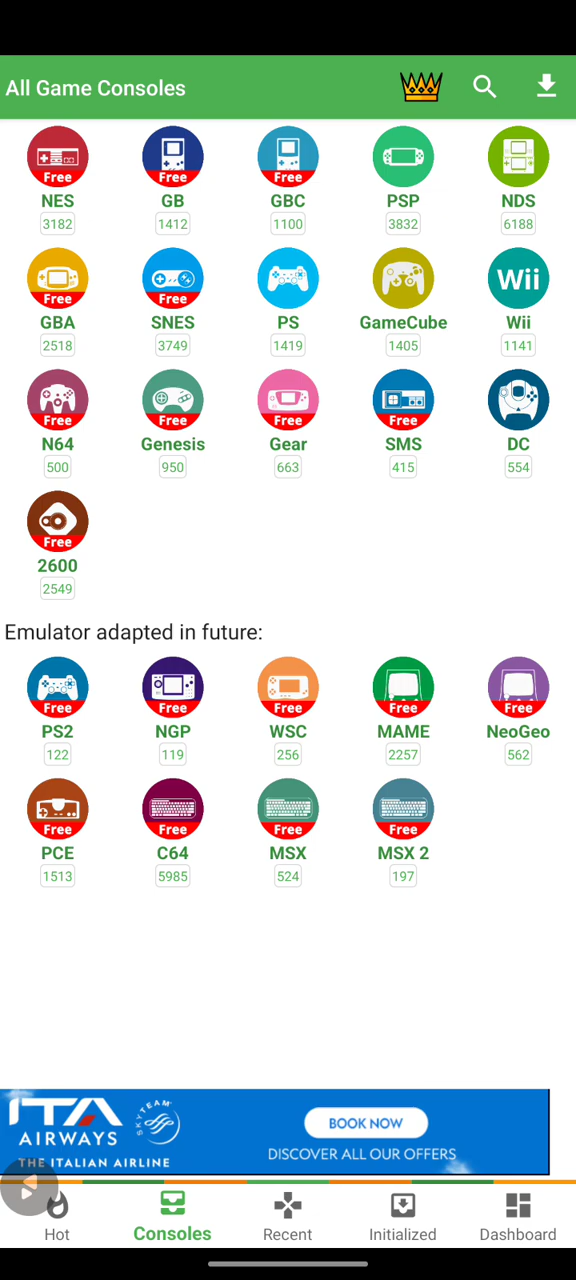 All Game Consoles
Free Free Free
NES GB GBC PSP NDS
3182 1412 1100 3832 6188
Wii
Free Free
GBA SNES PS GameCube Wii
2518 3749 1419 1405 1141
Free Free Free Free
N64 Genesis Gear SMS DC
500 950 663 415 554
Free
2600
2549
Emulator adapted in future:
Free Free Free Free Free
PS2 NGP WSC MAME NeoGeo
122 119 256 2257 562
Free Free Free Free
PCE C64 MSX MSX 2
1513 5985 524 197
ITA
AIRWAYS
THE ITALIAN AIRLINE
SKYTEAM
BOOK NOW
DISCOVER ALL OUR OFFERS
Hot Consoles Recent Initialized Dashboard